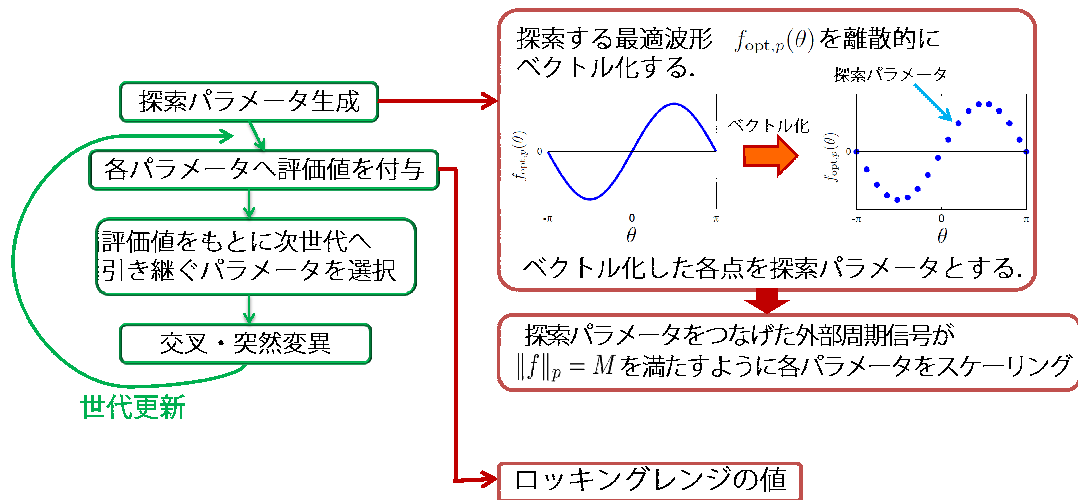 探索パラメータ生成
各パラメータへ評価値を付与
評価値をもとに次世代へ
引き継ぐパラメータを選択
交叉・突然変異
世代更新
探索する最適波形 f_opt,p(θ)を離散的に
ベクトル化する.
f_opt,p(θ)
0
-π
0
π
θ
ベクトル化
探索パラメータ
f_opt,p(θ)
0
-π
0
π
θ
ベクトル化した各点を探索パラメータとする.
探索パラメータをつなげた外部周期信号が
‖f‖_p = M を満たすように各パラメータをスケーリング
ロッキングレンジの値